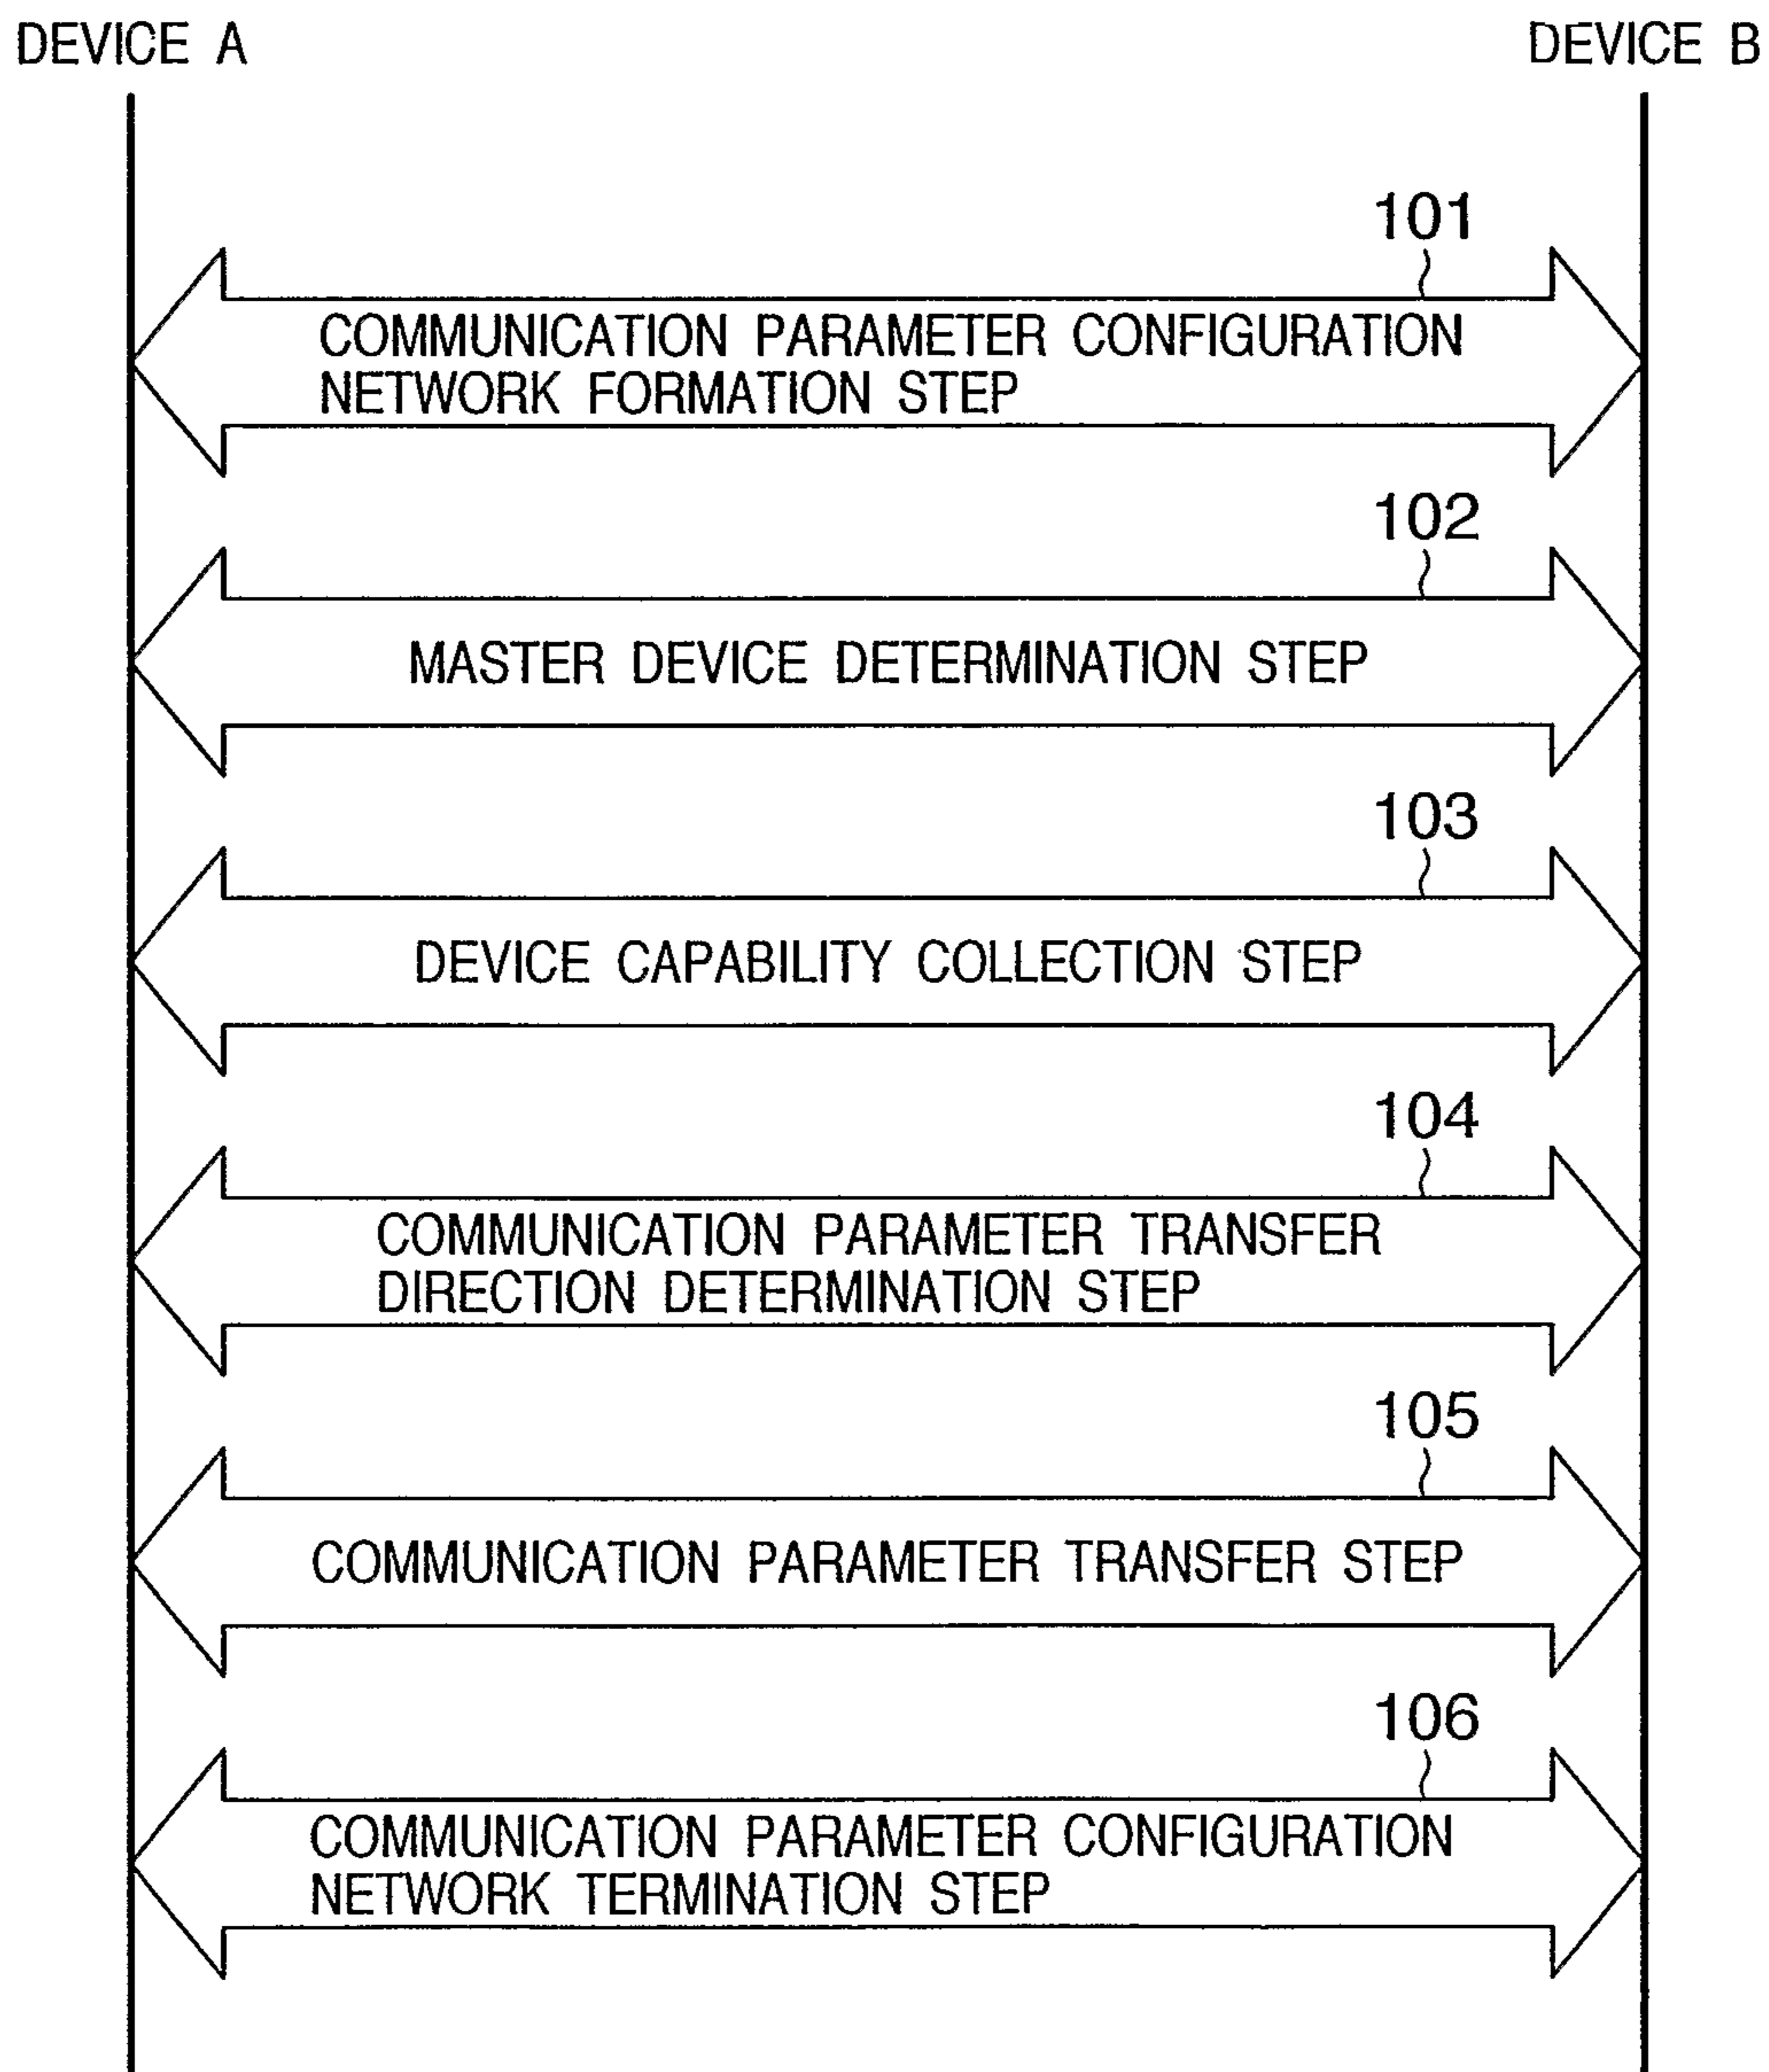 DEVICE A
DEVICE B
101
COMMUNICATION PARAMETER CONFIGURATION
NETWORK FORMATION STEP
102
MASTER DEVICE DETERMINATION STEP
103
DEVICE CAPABILITY COLLECTION STEP
104
COMMUNICATION PARAMETER TRANSFER
DIRECTION DETERMINATION STEP
105
COMMUNICATION PARAMETER TRANSFER STEP
106
COMMUNICATION PARAMETER CONFIGURATION
NETWORK TERMINATION STEP